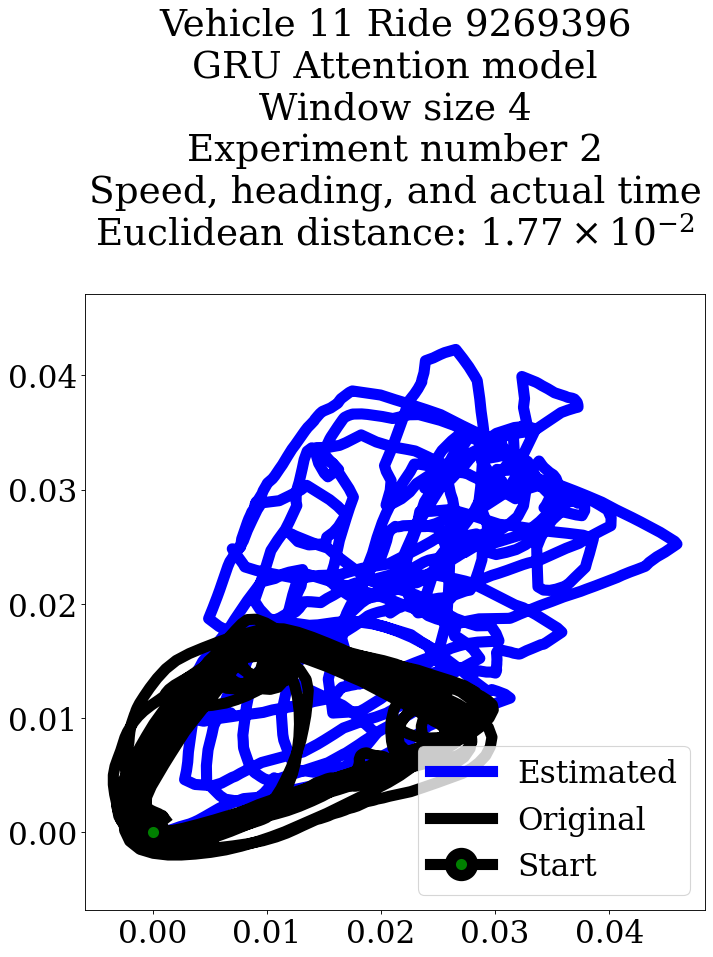 Vehicle 11 Ride 9269396
GRU Attention model
Window size 4
Experiment number 2
Speed, heading, and actual time
Euclidean distance: 1.77 × 10⁻²
0.04
0.03
0.02
0.01
0.00
Estimated
Original
Start
0.00 0.01 0.02 0.03 0.04